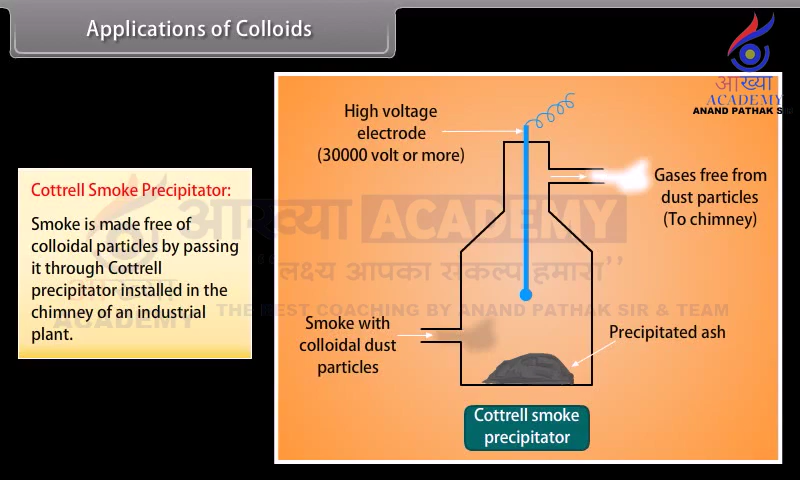 Applications of Colloids
आख्या
ACADEMY
ANAND PATHAK SIR
High voltage
electrode
(30000 volt or more)
Gases free from
dust particles
(To chimney)
Cottrell Smoke Precipitator:
Smoke is made free of
colloidal particles by passing
it through Cottrell
precipitator installed in the
chimney of an industrial
plant.
आख्या ACADEMY
लक्ष्य आपका संकल्प हमारा’’
THE BEST COACHING BY ANAND PATHAK SIR & TEAM
ACADEMY
Smoke with
colloidal dust
particles
Precipitated ash
Cottrell smoke
precipitator